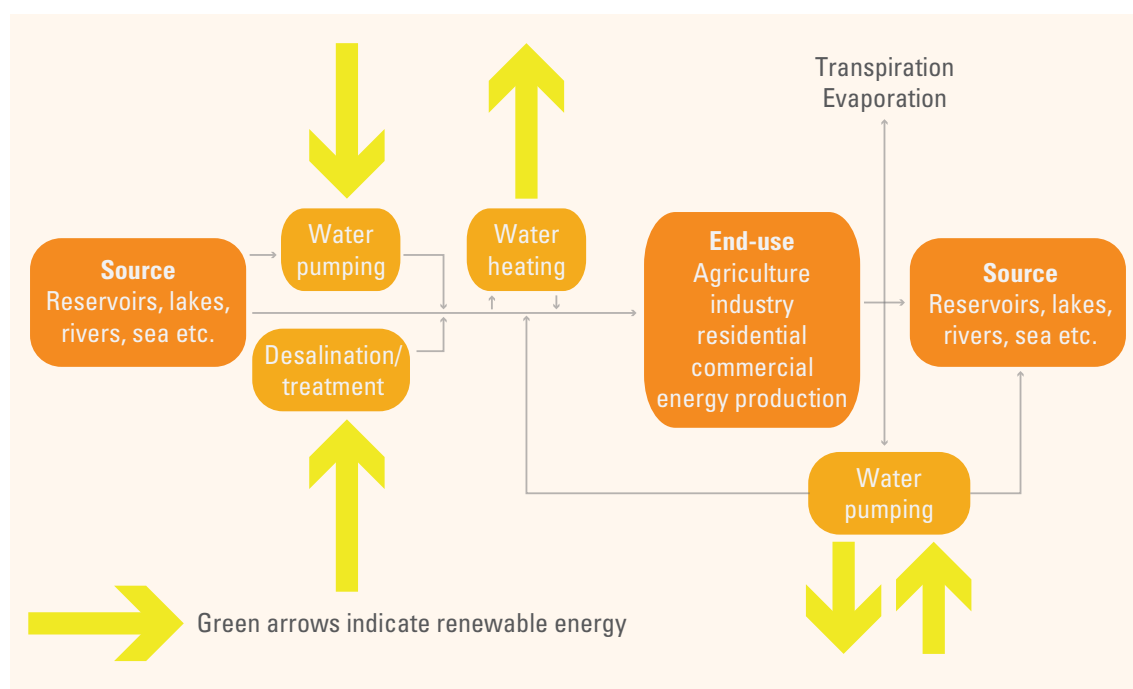 Transpiration
Evaporation
Source
Reservoirs, lakes,
rivers, sea etc.
Water
pumping
Desalination/
treatment
Water
heating
End-use
Agriculture
industry
residential
commercial
energy production
Source
Reservoirs, lakes,
rivers, sea etc.
Water
pumping
Green arrows indicate renewable energy